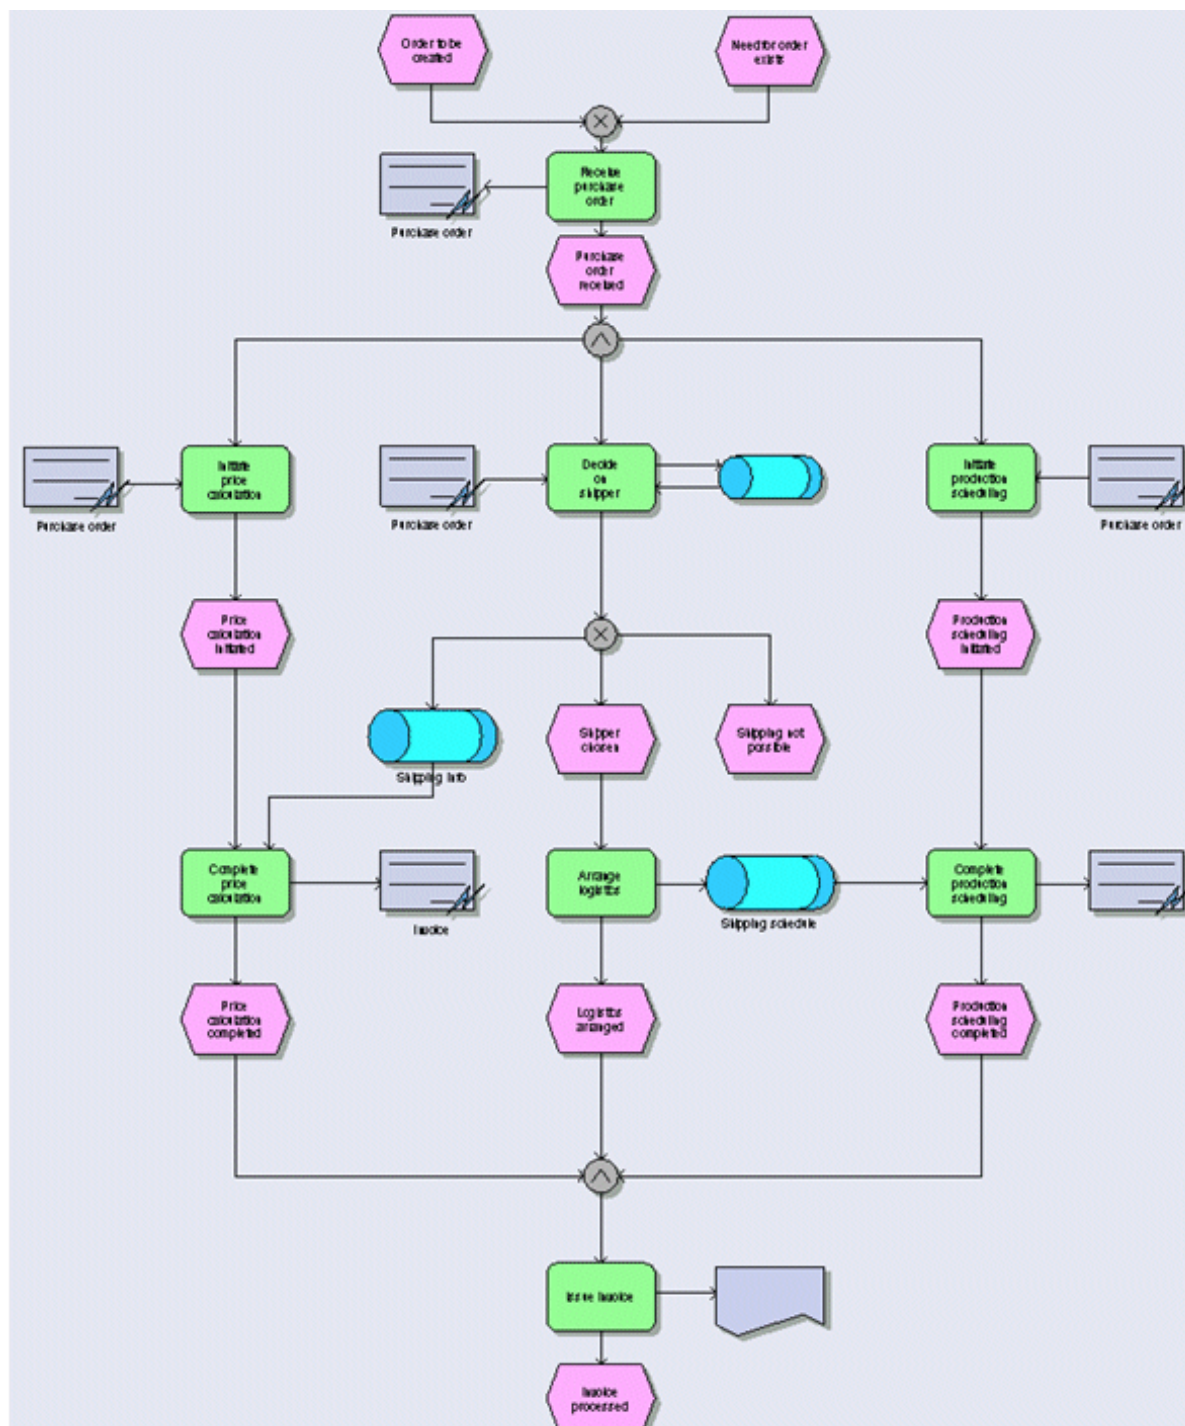 Order to be
created
Need for order
exists
Receive
purchase
order
Purchase order
Purchase
order
received
Initiate
price
calculation
Decide
on
shipper
Initiate
production
scheduling
Purchase order
Purchase order
Purchase order
Price
calculation
initiated
Production
scheduling
initiated
Shipper
chosen
Shipping not
possible
Shipping info
Complete
price
calculation
Arrange
logistics
Complete
production
scheduling
Invoice
Shipping schedule
Price
calculation
completed
Logistics
arranged
Production
scheduling
completed
Issue invoice
Invoice
processed